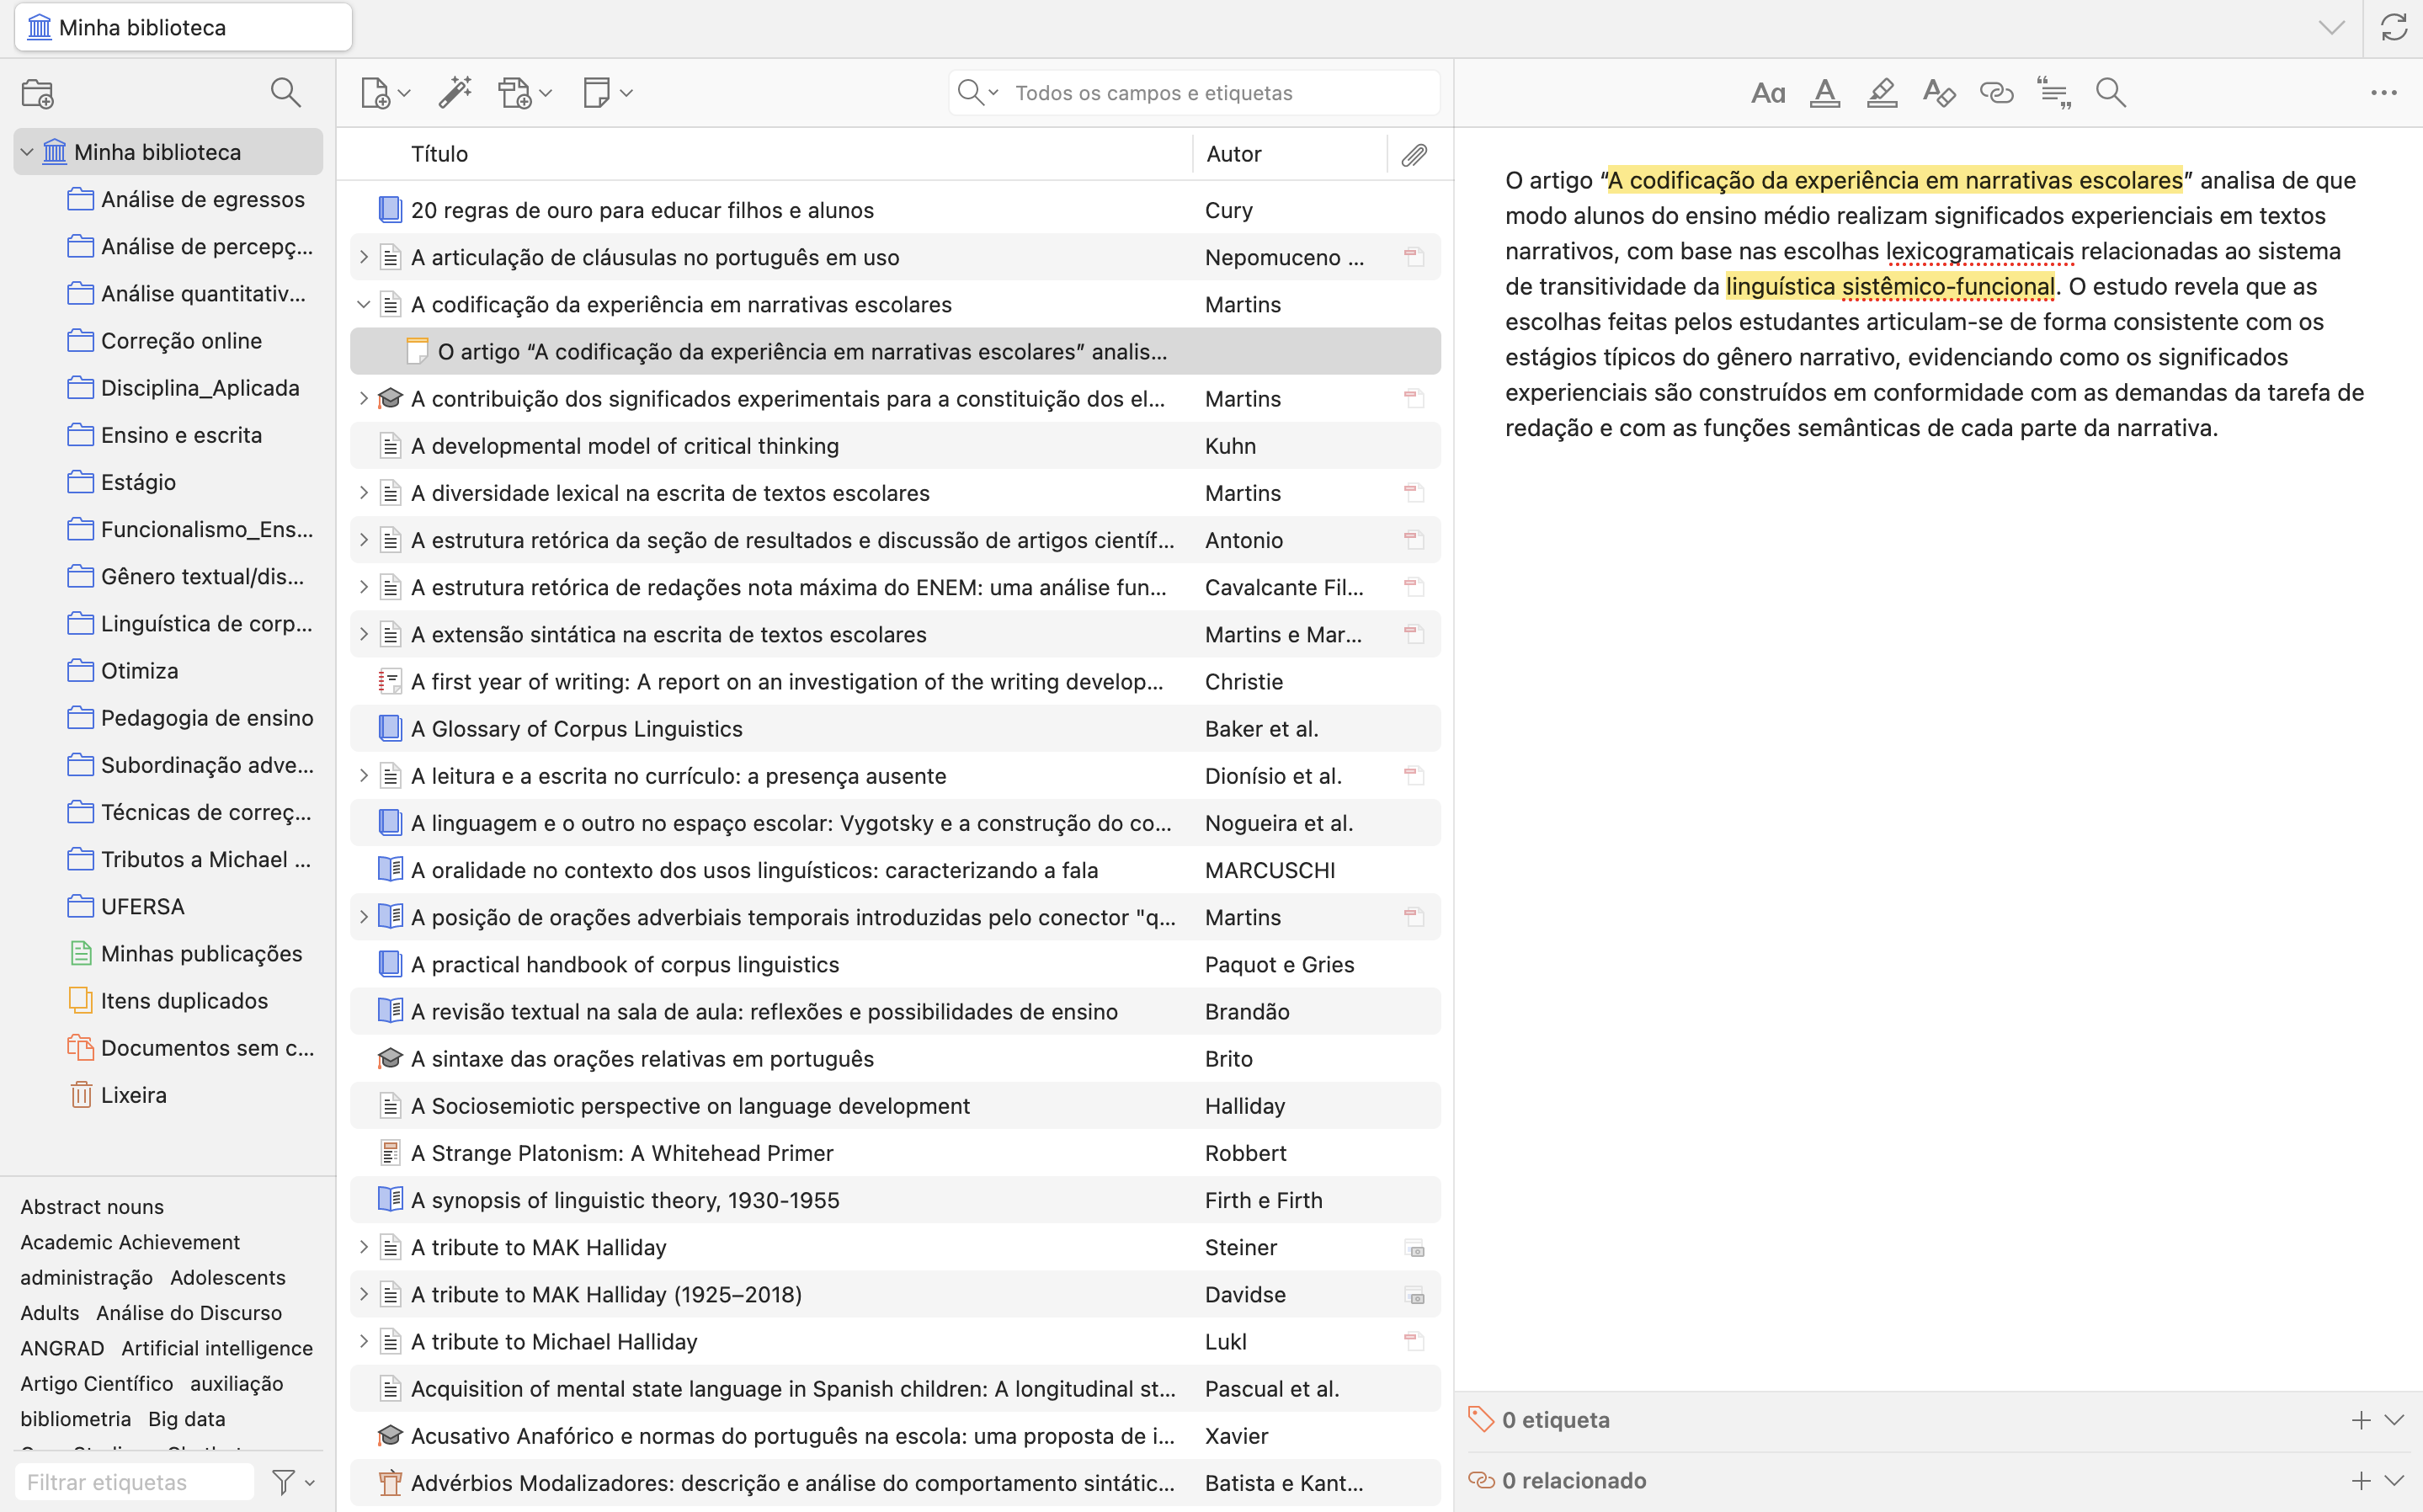 Minha biblioteca
Todos os campos e etiquetas
Aa A A
Minha biblioteca
Análise de egressos
Análise de percepç...
Análise quantitativ...
Correção online
Disciplina_Aplicada
Ensino e escrita
Estágio
Funcionalismo_Ens...
Gênero textual/dis...
Linguística de corp...
Otimiza
Pedagogia de ensino
Subordinação adve...
Técnicas de correç...
Tributos a Michael ...
UFERSA
Minhas publicações
Itens duplicados
Documentos sem c...
Lixeira
Abstract nouns
Academic Achievement
administração Adolescents
Adults Análise do Discurso
ANGRAD Artificial intelligence
Artigo Científico auxiliação
bibliometria Big data
Filtrar etiquetas
Título Autor
20 regras de ouro para educar filhos e alunos Cury
A articulação de cláusulas no português em uso Nepomuceno ...
A codificação da experiência em narrativas escolares Martins
O artigo “A codificação da experiência em narrativas escolares” analis...
A contribuição dos significados experimentais para a constituição dos el... Martins
A developmental model of critical thinking Kuhn
A diversidade lexical na escrita de textos escolares Martins
A estrutura retórica da seção de resultados e discussão de artigos científ... Antonio
A estrutura retórica de redações nota máxima do ENEM: uma análise fun... Cavalcante Fil...
A extensão sintática na escrita de textos escolares Martins e Mar...
A first year of writing: A report on an investigation of the writing develop... Christie
A Glossary of Corpus Linguistics Baker et al.
A leitura e a escrita no currículo: a presença ausente Dionísio et al.
A linguagem e o outro no espaço escolar: Vygotsky e a construção do co... Nogueira et al.
A oralidade no contexto dos usos linguísticos: caracterizando a fala MARCUSCHI
A posição de orações adverbiais temporais introduzidas pelo conector "q... Martins
A practical handbook of corpus linguistics Paquot e Gries
A revisão textual na sala de aula: reflexões e possibilidades de ensino Brandão
A sintaxe das orações relativas em português Brito
A Sociosemiotic perspective on language development Halliday
A Strange Platonism: A Whitehead Primer Robbert
A synopsis of linguistic theory, 1930-1955 Firth e Firth
A tribute to MAK Halliday Steiner
A tribute to MAK Halliday (1925–2018) Davidse
A tribute to Michael Halliday Lukl
Acquisition of mental state language in Spanish children: A longitudinal st... Pascual et al.
Acusativo Anafórico e normas do português na escola: uma proposta de i... Xavier
Advérbios Modalizadores: descrição e análise do comportamento sintátic... Batista e Kant...
O artigo “A codificação da experiência em narrativas escolares” analisa de que
modo alunos do ensino médio realizam significados experienciais em textos
narrativos, com base nas escolhas lexicogramaticais relacionadas ao sistema
de transitividade da linguística sistêmico-funcional. O estudo revela que as
escolhas feitas pelos estudantes articulam-se de forma consistente com os
estágios típicos do gênero narrativo, evidenciando como os significados
experienciais são construídos em conformidade com as demandas da tarefa de
redação e com as funções semânticas de cada parte da narrativa.
0 etiqueta
0 relacionado